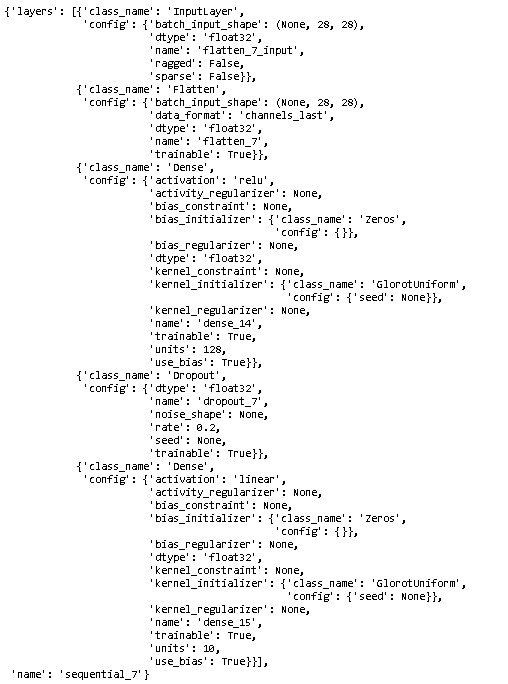 {'layers': [{'class_name': 'InputLayer',
'config': {'batch_input_shape': (None, 28, 28),
'dtype': 'float32',
'name': 'flatten_7_input',
'ragged': False,
'sparse': False}},
{'class_name': 'Flatten',
'config': {'batch_input_shape': (None, 28, 28),
'data_format': 'channels_last',
'dtype': 'float32',
'name': 'flatten_7',
'trainable': True}},
{'class_name': 'Dense',
'config': {'activation': 'relu',
'activity_regularizer': None,
'bias_constraint': None,
'bias_initializer': {'class_name': 'Zeros',
'config': {}},
'bias_regularizer': None,
'dtype': 'float32',
'kernel_constraint': None,
'kernel_initializer': {'class_name': 'GlorotUniform',
'config': {'seed': None}},
'kernel_regularizer': None,
'name': 'dense_14',
'trainable': True,
'units': 128,
'use_bias': True}},
{'class_name': 'Dropout',
'config': {'dtype': 'float32',
'name': 'dropout_7',
'noise_shape': None,
'rate': 0.2,
'seed': None,
'trainable': True}},
{'class_name': 'Dense',
'config': {'activation': 'linear',
'activity_regularizer': None,
'bias_constraint': None,
'bias_initializer': {'class_name': 'Zeros',
'config': {}},
'bias_regularizer': None,
'dtype': 'float32',
'kernel_constraint': None,
'kernel_initializer': {'class_name': 'GlorotUniform',
'config': {'seed': None}},
'kernel_regularizer': None,
'name': 'dense_15',
'trainable': True,
'units': 10,
'use_bias': True}}],
'name': 'sequential_7'}